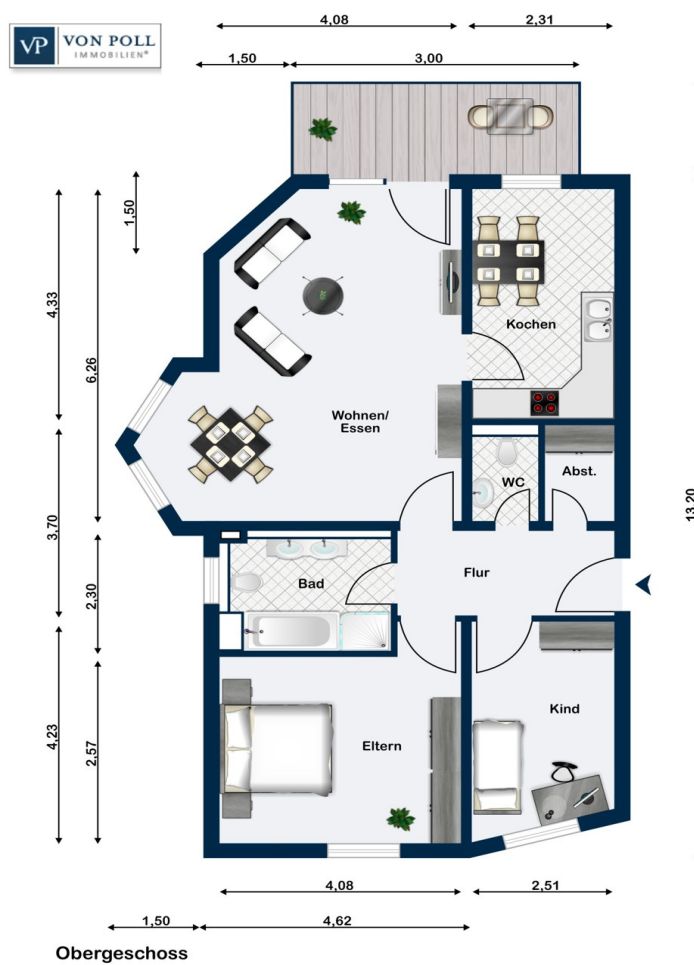 VP VON POLL
IMMOBILIEN®
4,08
2,31
1,50
3,00
1,50
4,33
6,26
Kochen
Wohnen/
Essen
WC
Abst.
3,70
13,20
2,30
Bad
Flur
4,23
2,57
Eltern
Kind
4,08
2,51
1,50
4,62
Obergeschoss